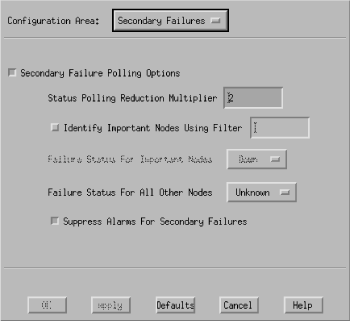 Configuration Area: Secondary Failures
Secondary Failure Polling Options
Status Polling Reduction Multiplier 2
Identify Important Nodes Using Filter
Failure Status For Important Nodes Down
Failure Status For All Other Nodes Unknown
Suppress Alarms For Secondary Failures
OK Apply Defaults Cancel Help